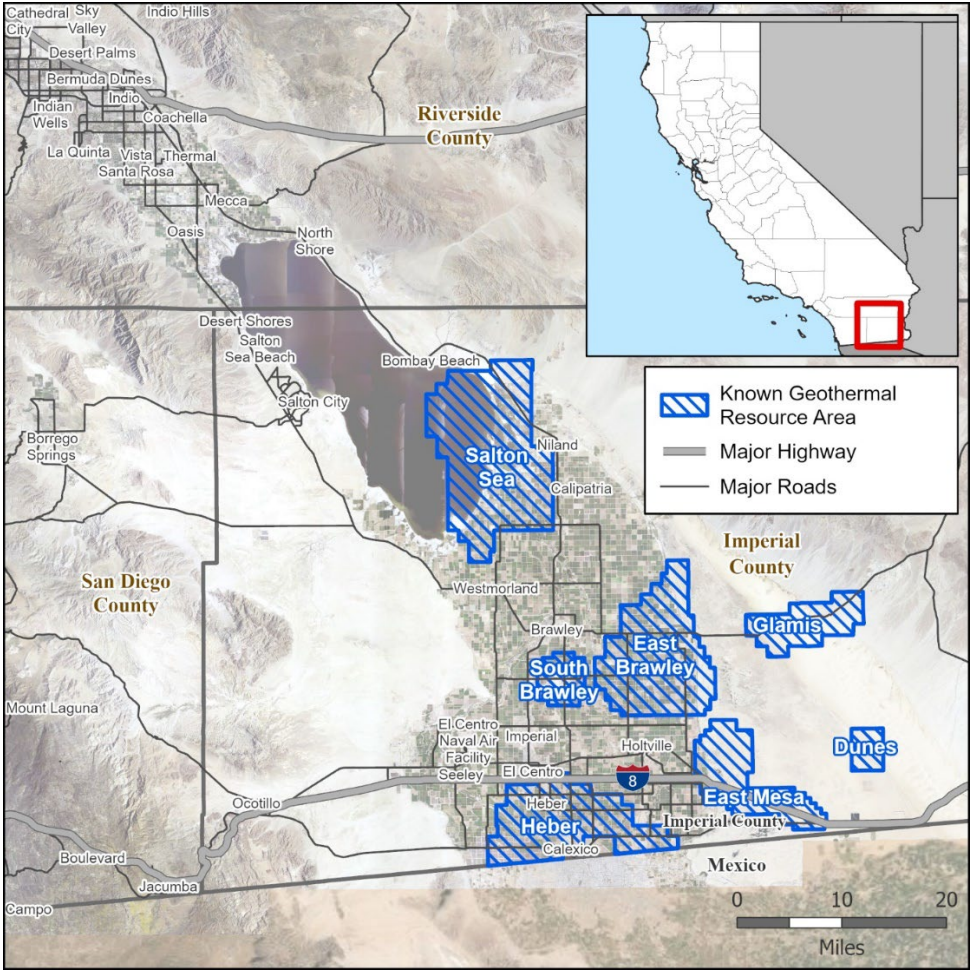 Cathedral
City
Sky
Valley
Indio Hills
Desert Palms
Bermuda Dunes
Indio
Indian
Wells
Coachella
La Quinta
Vista
Santa Rosa
Thermal
Mecca
Oasis
North
Shore
Riverside
County
Desert Shores
Salton
Sea Beach
Bombay Beach
Salton City
Borrego
Springs
Niland
Salton
Sea
Calipatria
Known Geothermal
Resource Area
Major Highway
Major Roads
San Diego
County
Imperial
County
Westmorland
Brawley
Glamis
East
Brawley
South
Brawley
Mount Laguna
El Centro
Naval Air
Facility
Imperial
Holtville
Dunes
Seeley
El Centro
8
Ocotillo
Heber
Heber
East Mesa
Imperial County
Calexico
Boulevard
Jacumba
Mexico
Campo
0 10 20
Miles